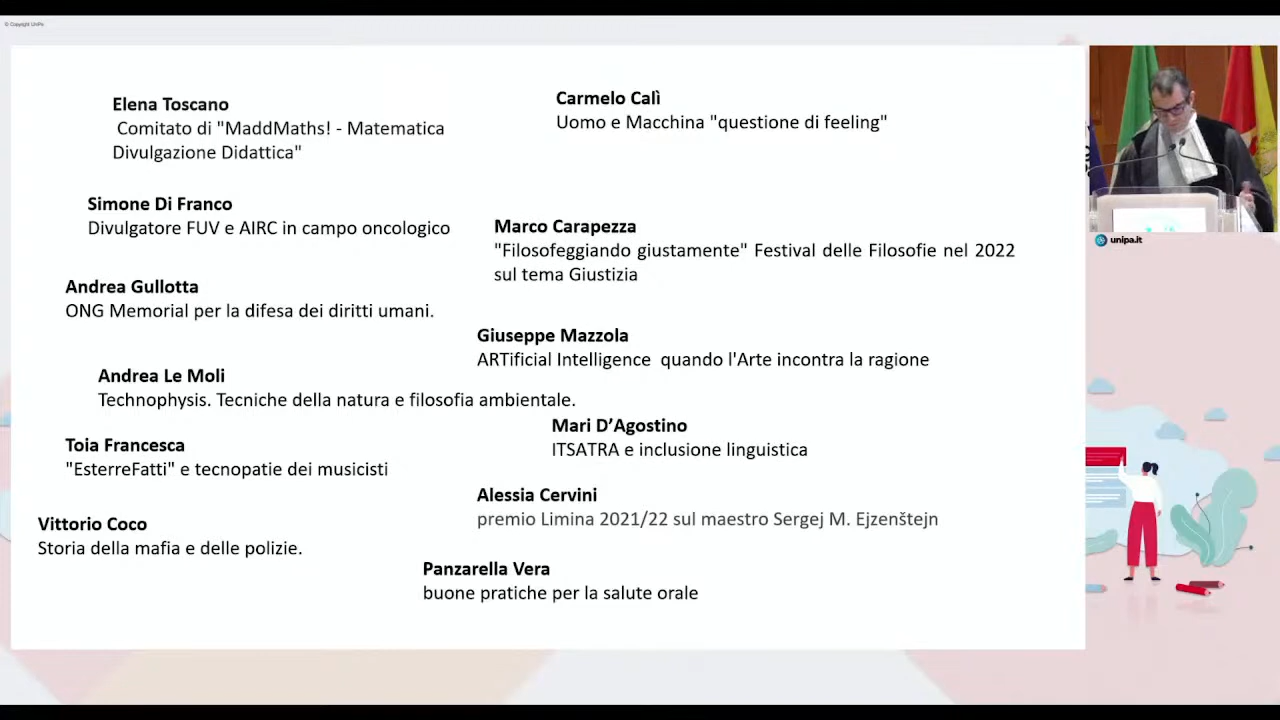 © Copyright UniPa
Elena Toscano
Comitato di "MaddMaths! - Matematica
Divulgazione Didattica"
Simone Di Franco
Divulgatore FUV e AIRC in campo oncologico
Andrea Gullotta
ONG Memorial per la difesa dei diritti umani.
Andrea Le Moli
Technophysis. Tecniche della natura e filosofia ambientale.
Toia Francesca
"EsterreFatti" e tecnopatie dei musicisti
Vittorio Coco
Storia della mafia e delle polizie.
Carmelo Calì
Uomo e Macchina "questione di feeling"
Marco Carapezza
"Filosofeggiando giustamente" Festival delle Filosofie nel 2022
sul tema Giustizia
Giuseppe Mazzola
ARTificial Intelligence quando l'Arte incontra la ragione
Mari D’Agostino
ITSATRA e inclusione linguistica
Alessia Cervini
premio Limina 2021/22 sul maestro Sergej M. Ejzenštejn
Panzarella Vera
buone pratiche per la salute orale
unipa.it